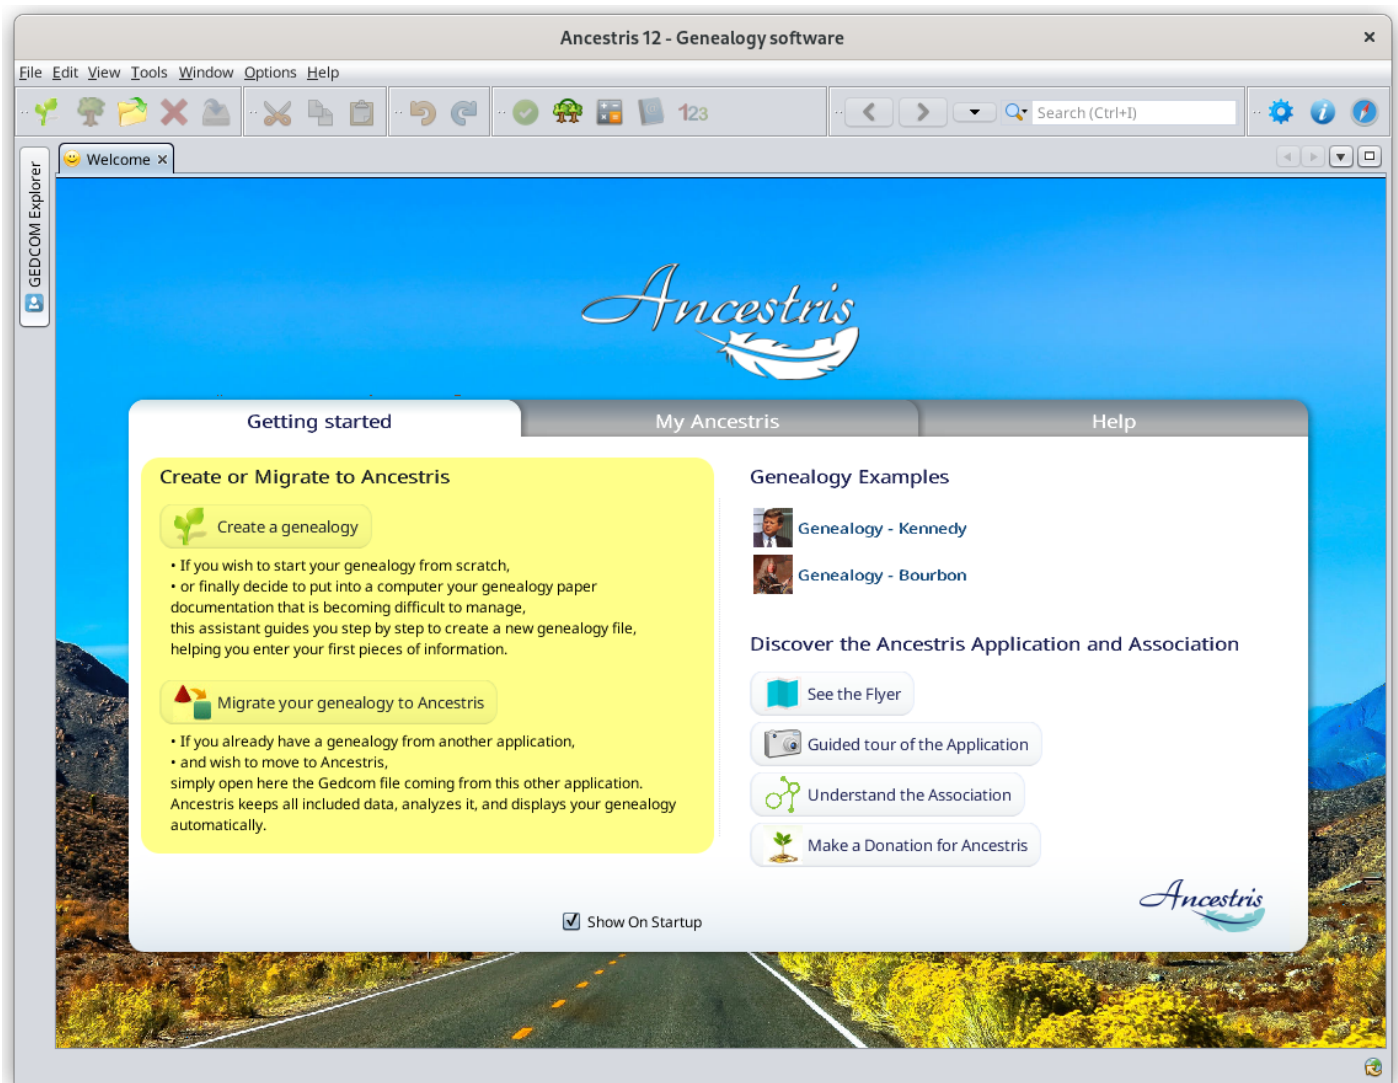 Ancestris 12 - Genealogy software
File Edit View Tools Window Options Help
123
Search (Ctrl+I)
GEDCOM Explorer
Welcome
Ancestris
Getting started
My Ancestris
Help
Create or Migrate to Ancestris
Create a genealogy
• If you wish to start your genealogy from scratch,
• or finally decide to put into a computer your genealogy paper
documentation that is becoming difficult to manage,
this assistant guides you step by step to create a new genealogy file,
helping you enter your first pieces of information.
Migrate your genealogy to Ancestris
• If you already have a genealogy from another application,
• and wish to move to Ancestris,
simply open here the Gedcom file coming from this other application.
Ancestris keeps all included data, analyzes it, and displays your genealogy
automatically.
Genealogy Examples
Genealogy - Kennedy
Genealogy - Bourbon
Discover the Ancestris Application and Association
See the Flyer
Guided tour of the Application
Understand the Association
Make a Donation for Ancestris
Ancestris
Show On Startup